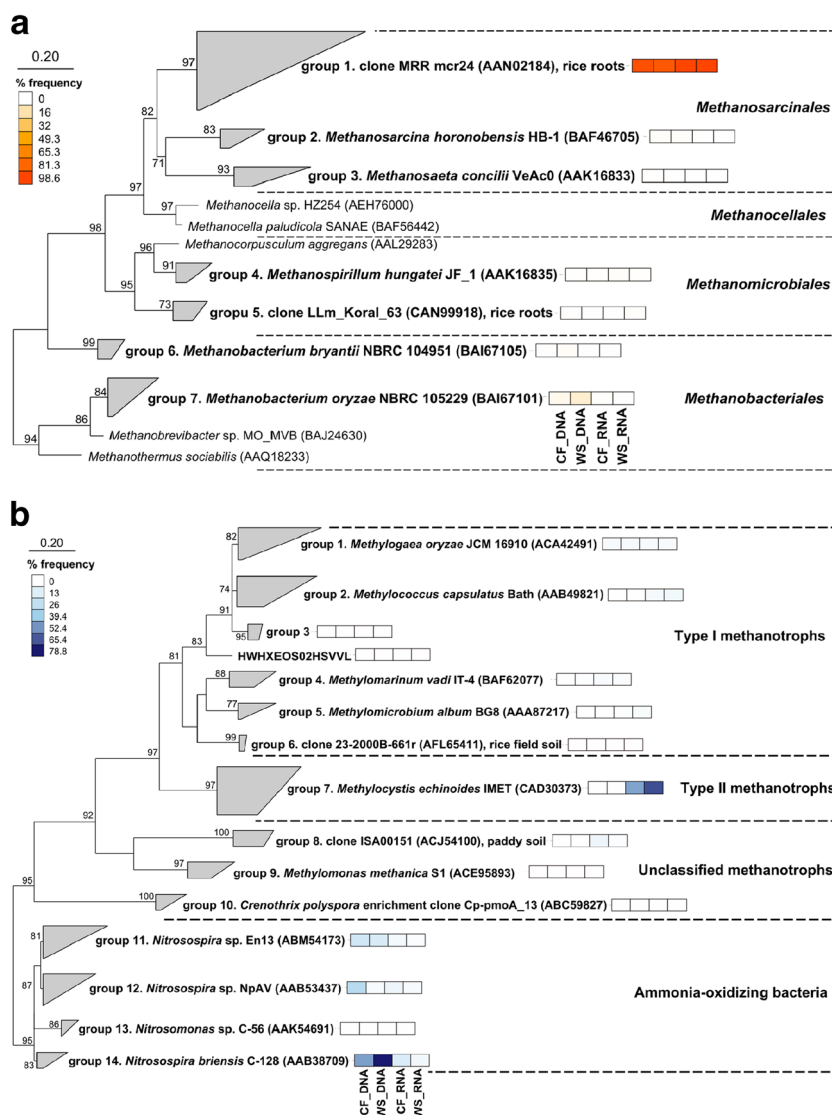 a
0.20
% frequency
0
16
32
49.3
65.3
81.3
98.6
97
group 1. clone MRR mcr24 (AAN02184), rice roots
Methanosarcinales
82
83
group 2. Methanosarcina horonobensis HB-1 (BAF46705)
71
93
group 3. Methanosaeta concilii VeAc0 (AAK16833)
97
97
Methanocella sp. HZ254 (AEH76000)
Methanocella paludicola SANAE (BAF56442)
Methanocellales
98
96
Methanocorpusculum aggregans (AAL29283)
91
group 4. Methanospirillum hungatei JF_1 (AAK16835)
Methanomicrobiales
95
73
gropu 5. clone LLm_Koral_63 (CAN99918), rice roots
99
group 6. Methanobacterium bryantii NBRC 104951 (BAI67105)
84
group 7. Methanobacterium oryzae NBRC 105229 (BAI67101)
Methanobacteriales
86
Methanobrevibacter sp. MO_MVB (BAJ24630)
94
Methanothermus sociabilis (AAQ18233)
CF_DNA
WS_DNA
CF_RNA
WS_RNA
b
0.20
% frequency
0
13
26
39.4
52.4
65.4
78.8
82
group 1. Methylogaea oryzae JCM 16910 (ACA42491)
74
group 2. Methylococcus capsulatus Bath (AAB49821)
91
95
group 3
83
HWHXEOS02HSVVL
Type I methanotrophs
81
88
group 4. Methylomarinum vadi IT-4 (BAF62077)
77
group 5. Methylomicrobium album BG8 (AAA87217)
99
group 6. clone 23-2000B-661r (AFL65411), rice field soil
97
97
group 7. Methylocystis echinoides IMET (CAD30373)
Type II methanotrophs
92
100
group 8. clone ISA00151 (ACJ54100), paddy soil
97
group 9. Methylomonas methanica S1 (ACE95893)
Unclassified methanotrophs
95
100
group 10. Crenothrix polyspora enrichment clone Cp-pmoA_13 (ABC59827)
81
group 11. Nitrosospira sp. En13 (ABM54173)
87
group 12. Nitrosospira sp. NpAV (AAB53437)
Ammonia-oxidizing bacteria
86
group 13. Nitrosomonas sp. C-56 (AAK54691)
95
83
group 14. Nitrosospira briensis C-128 (AAB38709)
CF_DNA
WS_DNA
CF_RNA
WS_RNA